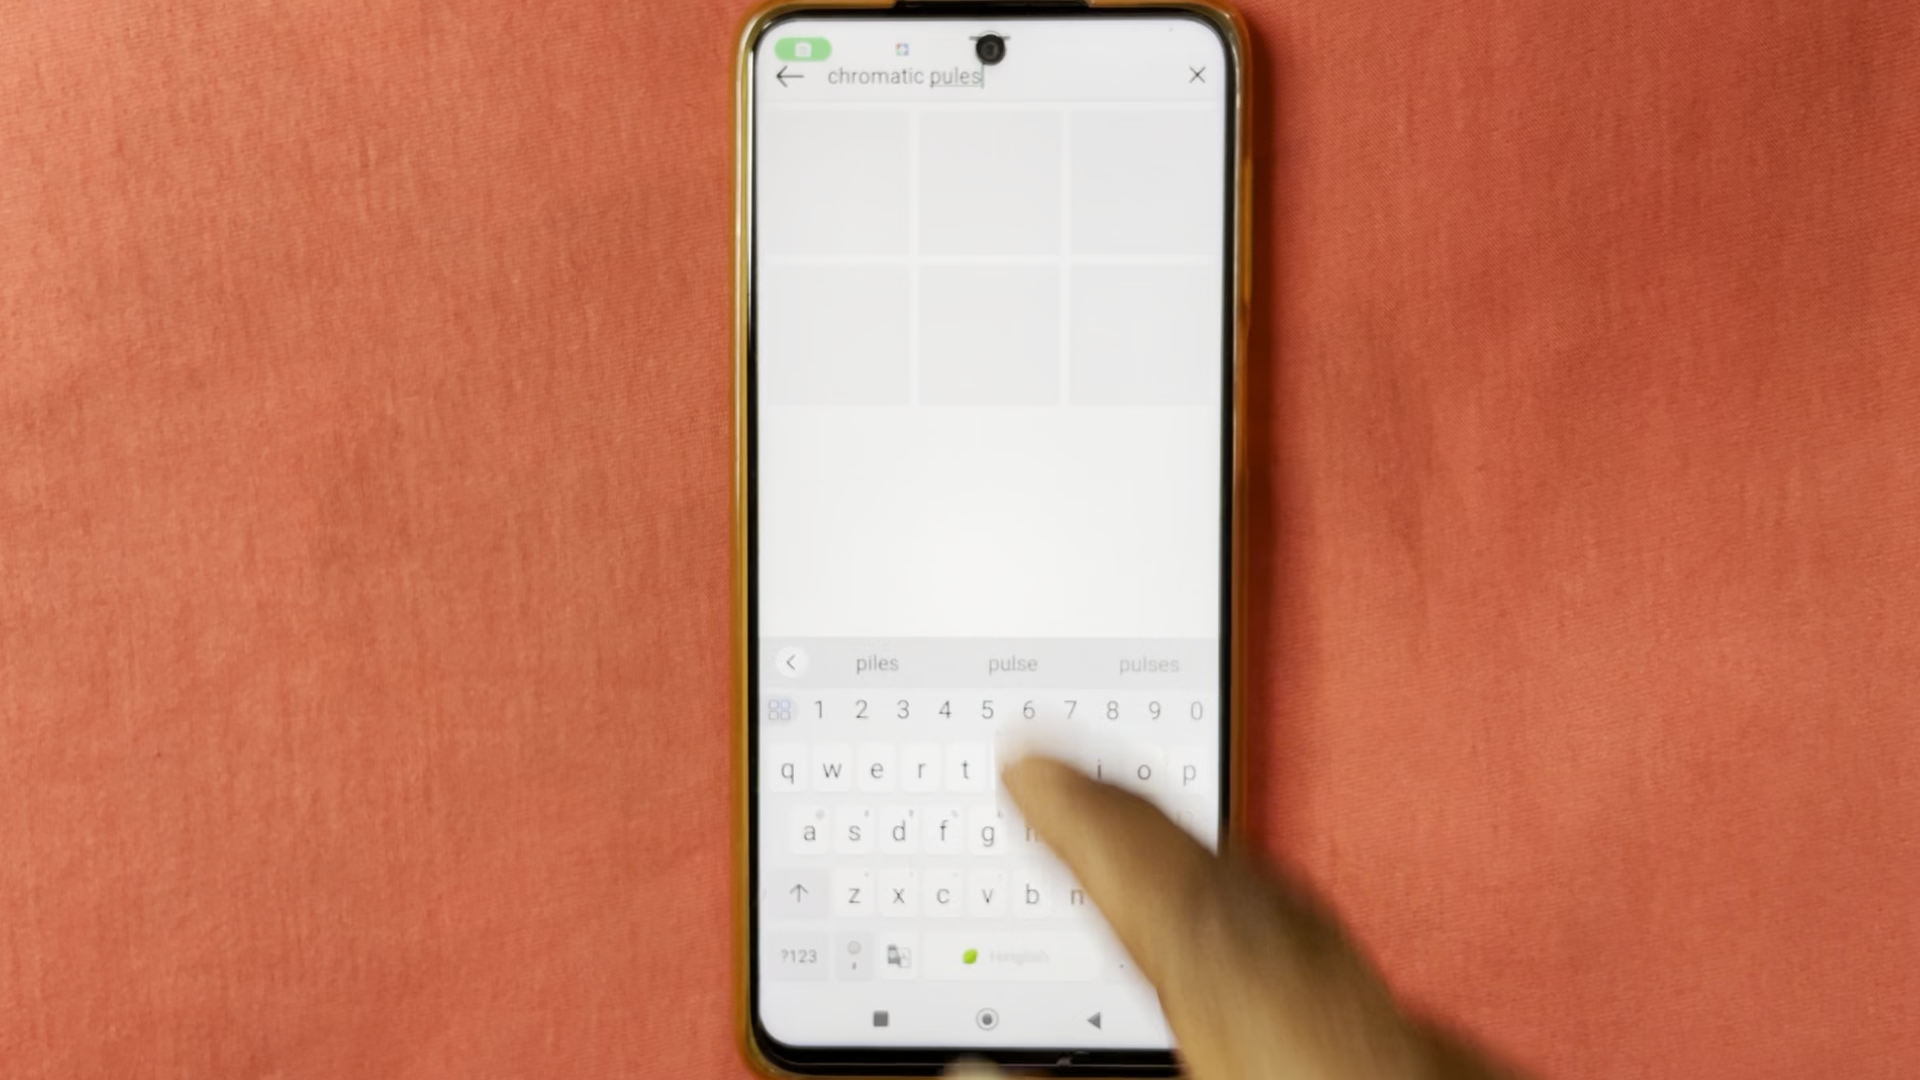 chromatic pules
piles pulse pulses
1 2 3 4 5 6 7 8 9 0
q w e r t i o p
a s d f g
z x c v b n
?123 , .